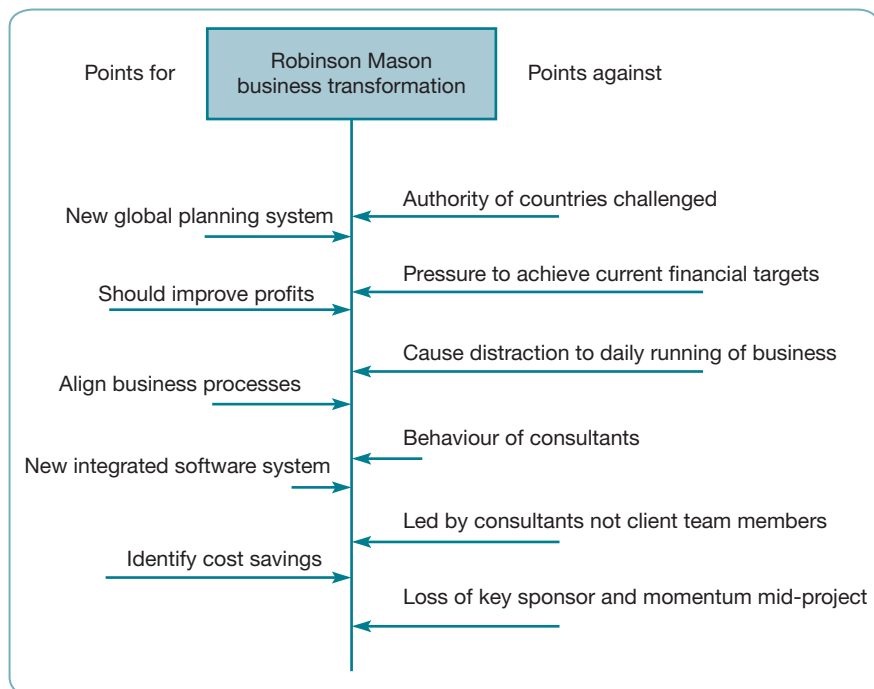 Points for
Robinson Mason
business transformation
Points against
Authority of countries challenged
New global planning system
Pressure to achieve current financial targets
Should improve profits
Cause distraction to daily running of business
Align business processes
Behaviour of consultants
New integrated software system
Led by consultants not client team members
Identify cost savings
Loss of key sponsor and momentum mid-project